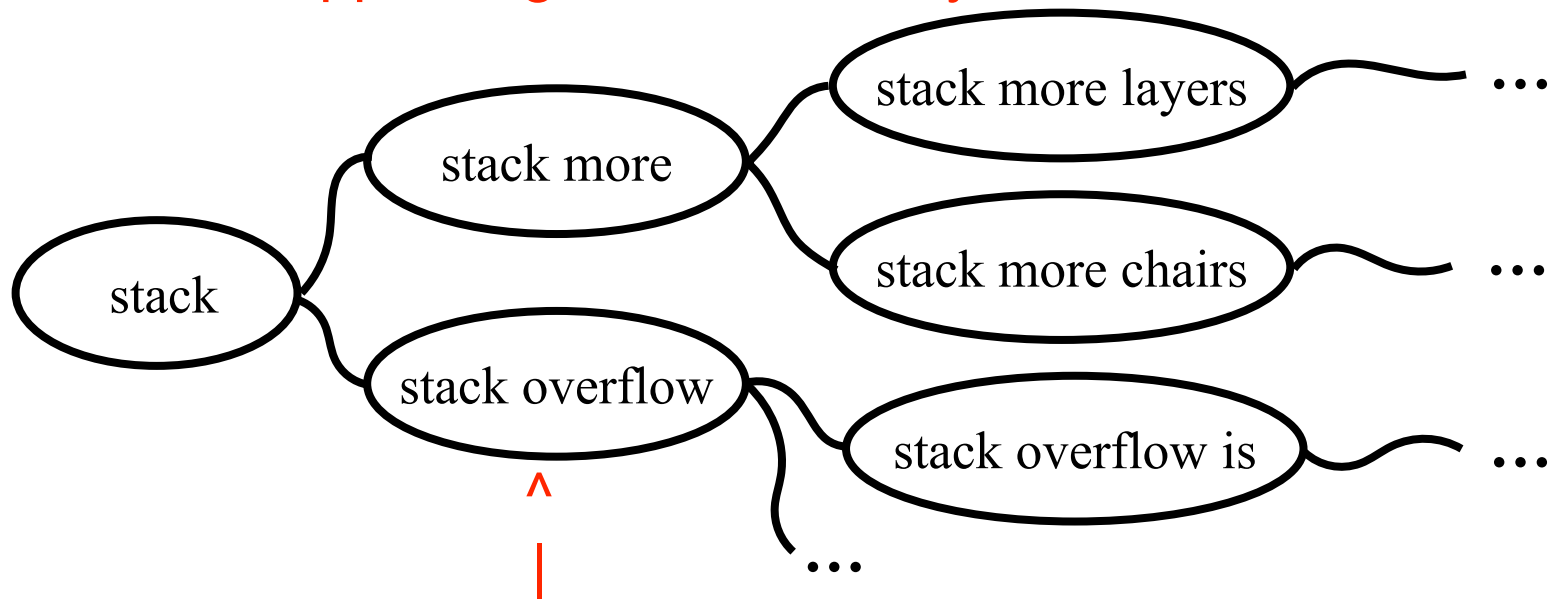 stack more layers
...
stack more
stack more chairs
...
stack
stack overflow
stack overflow is
...
...